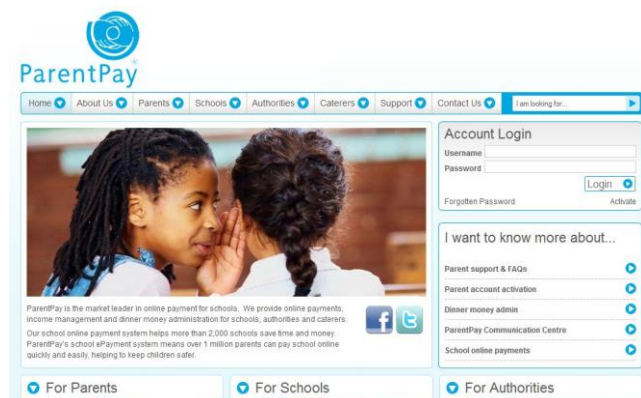 ParentPay
Home About Us Parents Schools Authorities Caterers Support Contact Us I am looking for...
Account Login
Username
Password
Login
Forgotten Password Activate
I want to know more about...
Parent support & FAQs
Parent account activation
Dinner money admin
ParentPay Communication Centre
School online payments
ParentPay is the market leader in online payment for schools. We provide online payments,
income management and dinner money administration for schools, authorities and caterers.
Our school online payment system helps more than 2,000 schools save time and money.
ParentPay's school ePayment system means over 1 million parents can pay school online
quickly and easily, helping to keep children safer.
For Parents For Schools For Authorities